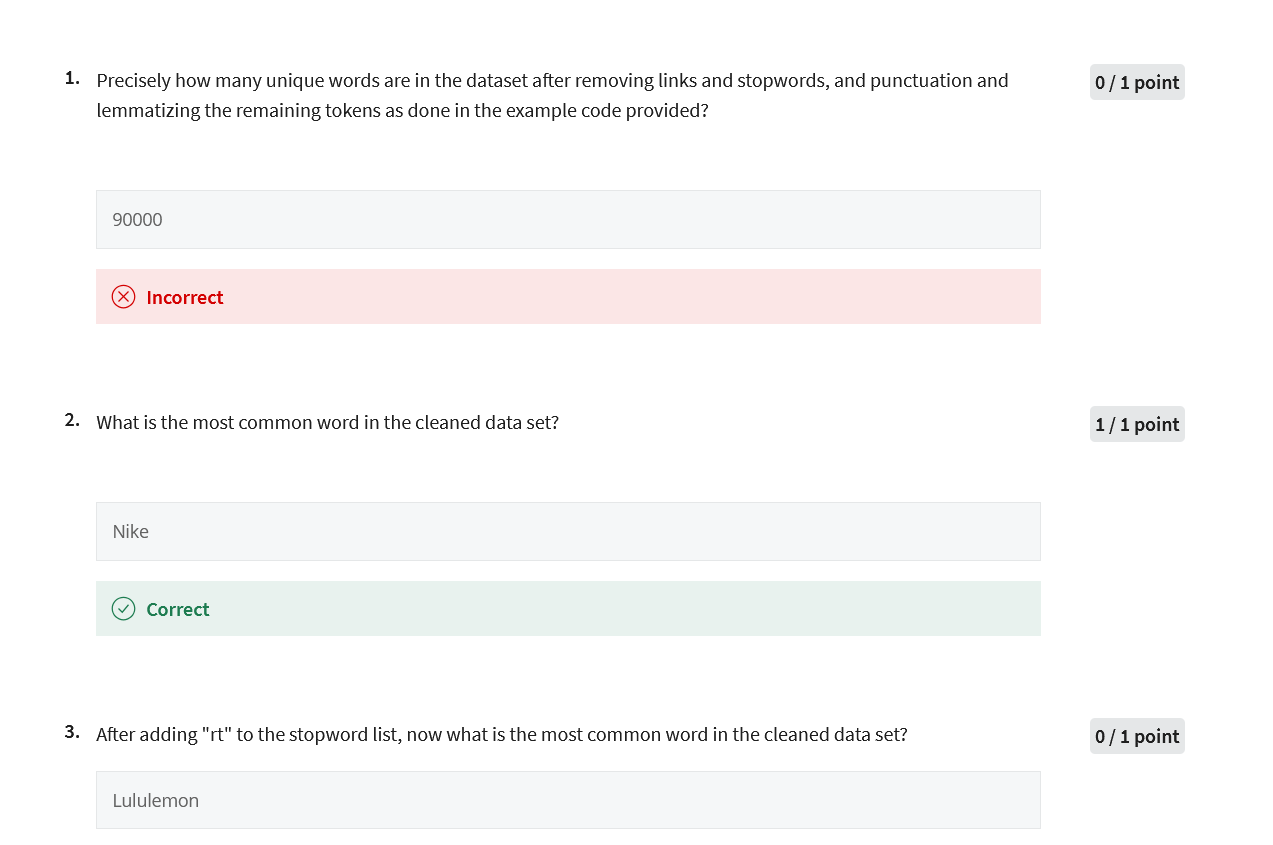 1. Precisely how many unique words are in the dataset after removing links and stopwords, and punctuation and
lemmatizing the remaining tokens as done in the example code provided?
0 / 1 point
90000
Incorrect
2. What is the most common word in the cleaned data set?
1 / 1 point
Nike
Correct
3. After adding "rt" to the stopword list, now what is the most common word in the cleaned data set?
0 / 1 point
Lululemon